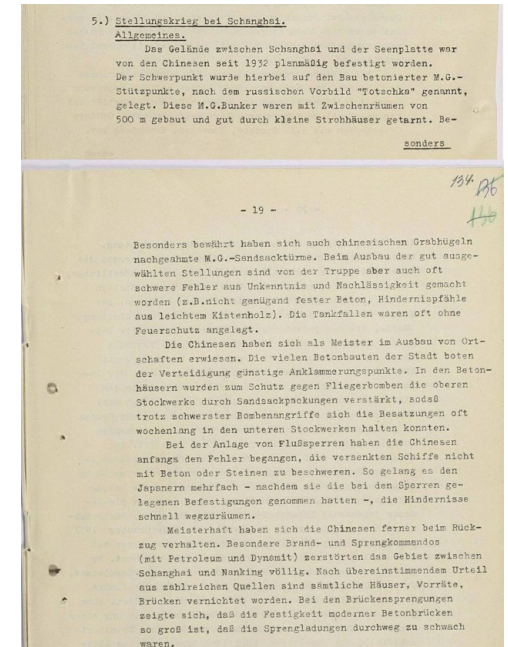 5.) Stellungskrieg bei Schanghai.
Allgemeines.
Das Gelände zwischen Schanghai und der Seenplatte war
von den Chinesen seit 1932 planmäßig befestigt worden.
Der Schwerpunkt wurde hierbei auf den Bau betonierter M.G.-
Stützpunkte, nach dem russischen Vorbild "Totschka" genannt,
gelegt. Diese M.G.Bunker waren mit Zwischenräumen von
500 m gebaut und gut durch kleine Strohhäuser getarnt. Be-
sonders
134.
- 19 -
Besonders bewährt haben sich auch chinesischen Grabhügeln
nachgeahmte M.G.-Sandsacktürme. Beim Ausbau der gut ausge-
wählten Stellungen sind von der Truppe aber auch oft
schwere Fehler aus Unkenntnis und Nachlässigkeit gemacht
worden (z.B.nicht genügend fester Beton, Hindernispfähle
aus leichtem Kistenholz). Die Tankfallen waren oft ohne
Feuerschutz angelegt.
Die Chinesen haben sich als Meister im Ausbau von Ort-
schaften erwiesen. Die vielen Betonbauten der Stadt boten
der Verteidigung günstige Anklammerungspunkte. In den Beton-
häusern wurden zum Schutz gegen Fliegerbomben die oberen
Stockwerke durch Sandsackpackungen verstärkt, sodaß
trotz schwerster Bombenangriffe sich die Besatzungen oft
wochenlang in den unteren Stockwerken halten konnten.
Bei der Anlage von Flußsperren haben die Chinesen
anfangs den Fehler begangen, die versenkten Schiffe nicht
mit Beton oder Steinen zu beschweren. So gelang es den
Japanern mehrfach - nachdem sie die bei den Sperren ge-
legenen Befestigungen genommen hatten -, die Hindernisse
schnell wegzuräumen.
Meisterhaft haben sich die Chinesen ferner beim Rück-
zug verhalten. Besondere Brand- und Sprengkommandos
(mit Petroleum und Dynamit) zerstörten das Gebiet zwischen
Schanghai und Nanking völlig. Nach übereinstimmendem Urteil
aus zahlreichen Quellen sind sämtliche Häuser, Vorräte,
Brücken vernichtet worden. Bei den Brückensprengungen
zeigte sich, daß die Festigkeit moderner Betonbrücken
so groß ist, daß die Sprengladungen durchweg zu schwach
waren.